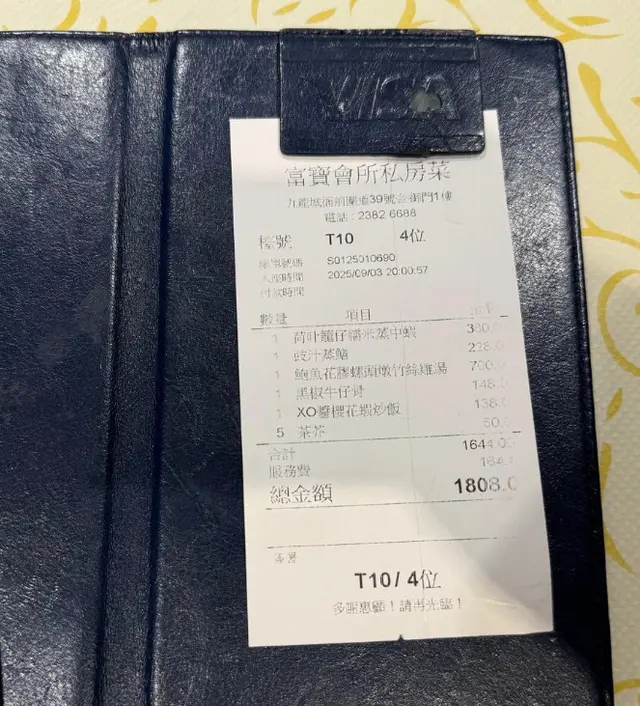 VISA
富寶會所私房菜
九龍城衙前圍道39號金御門1樓
電話：2382 6688
檯號 T10 4位
帳單號碼 S0125010690
入座時間 2025/09/03 20:00:57
付款時間
數量 項目 金額
1 荷叶籠仔糯米蒸中蝦 380.0
1 豉汁蒸鱔 228.0
1 鮑魚花膠螺頭燉竹絲雞湯 700.0
1 黑椒牛仔骨 148.
1 XO醬櫻花蝦炒飯 138.
5 茶芥 50.
合計 1644.00
服務費 164.
總金額 1808.0
簽署
T10 / 4位
多謝惠顧！請再光臨！